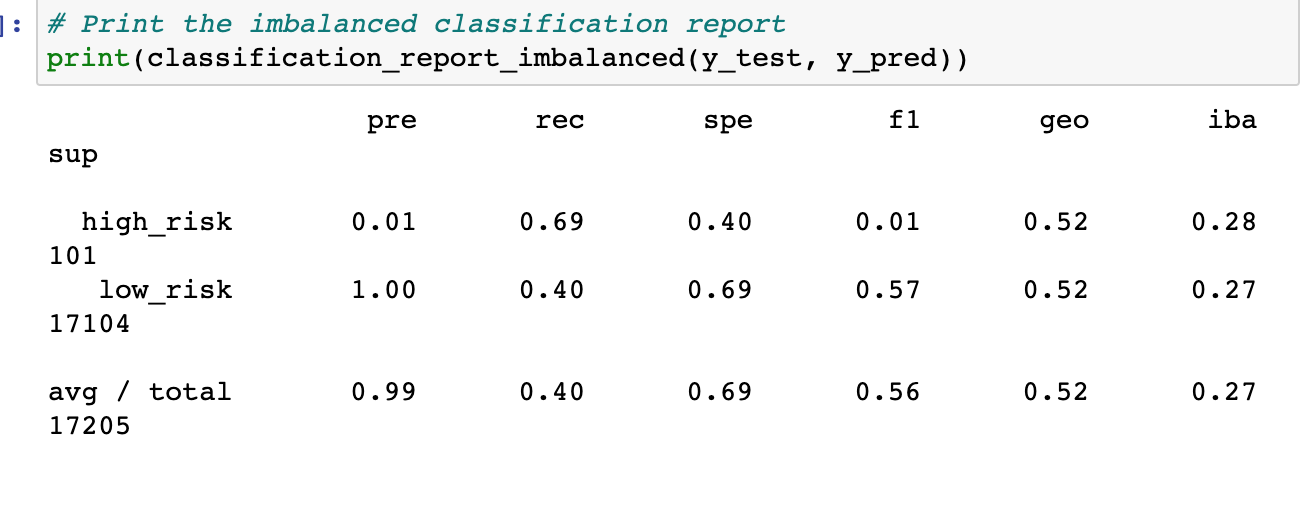 ]:
# Print the imbalanced classification report
print(classification_report_imbalanced(y_test, y_pred))
pre rec spe f1 geo iba
sup
high_risk 0.01 0.69 0.40 0.01 0.52 0.28
101
low_risk 1.00 0.40 0.69 0.57 0.52 0.27
17104
avg / total 0.99 0.40 0.69 0.56 0.52 0.27
17205